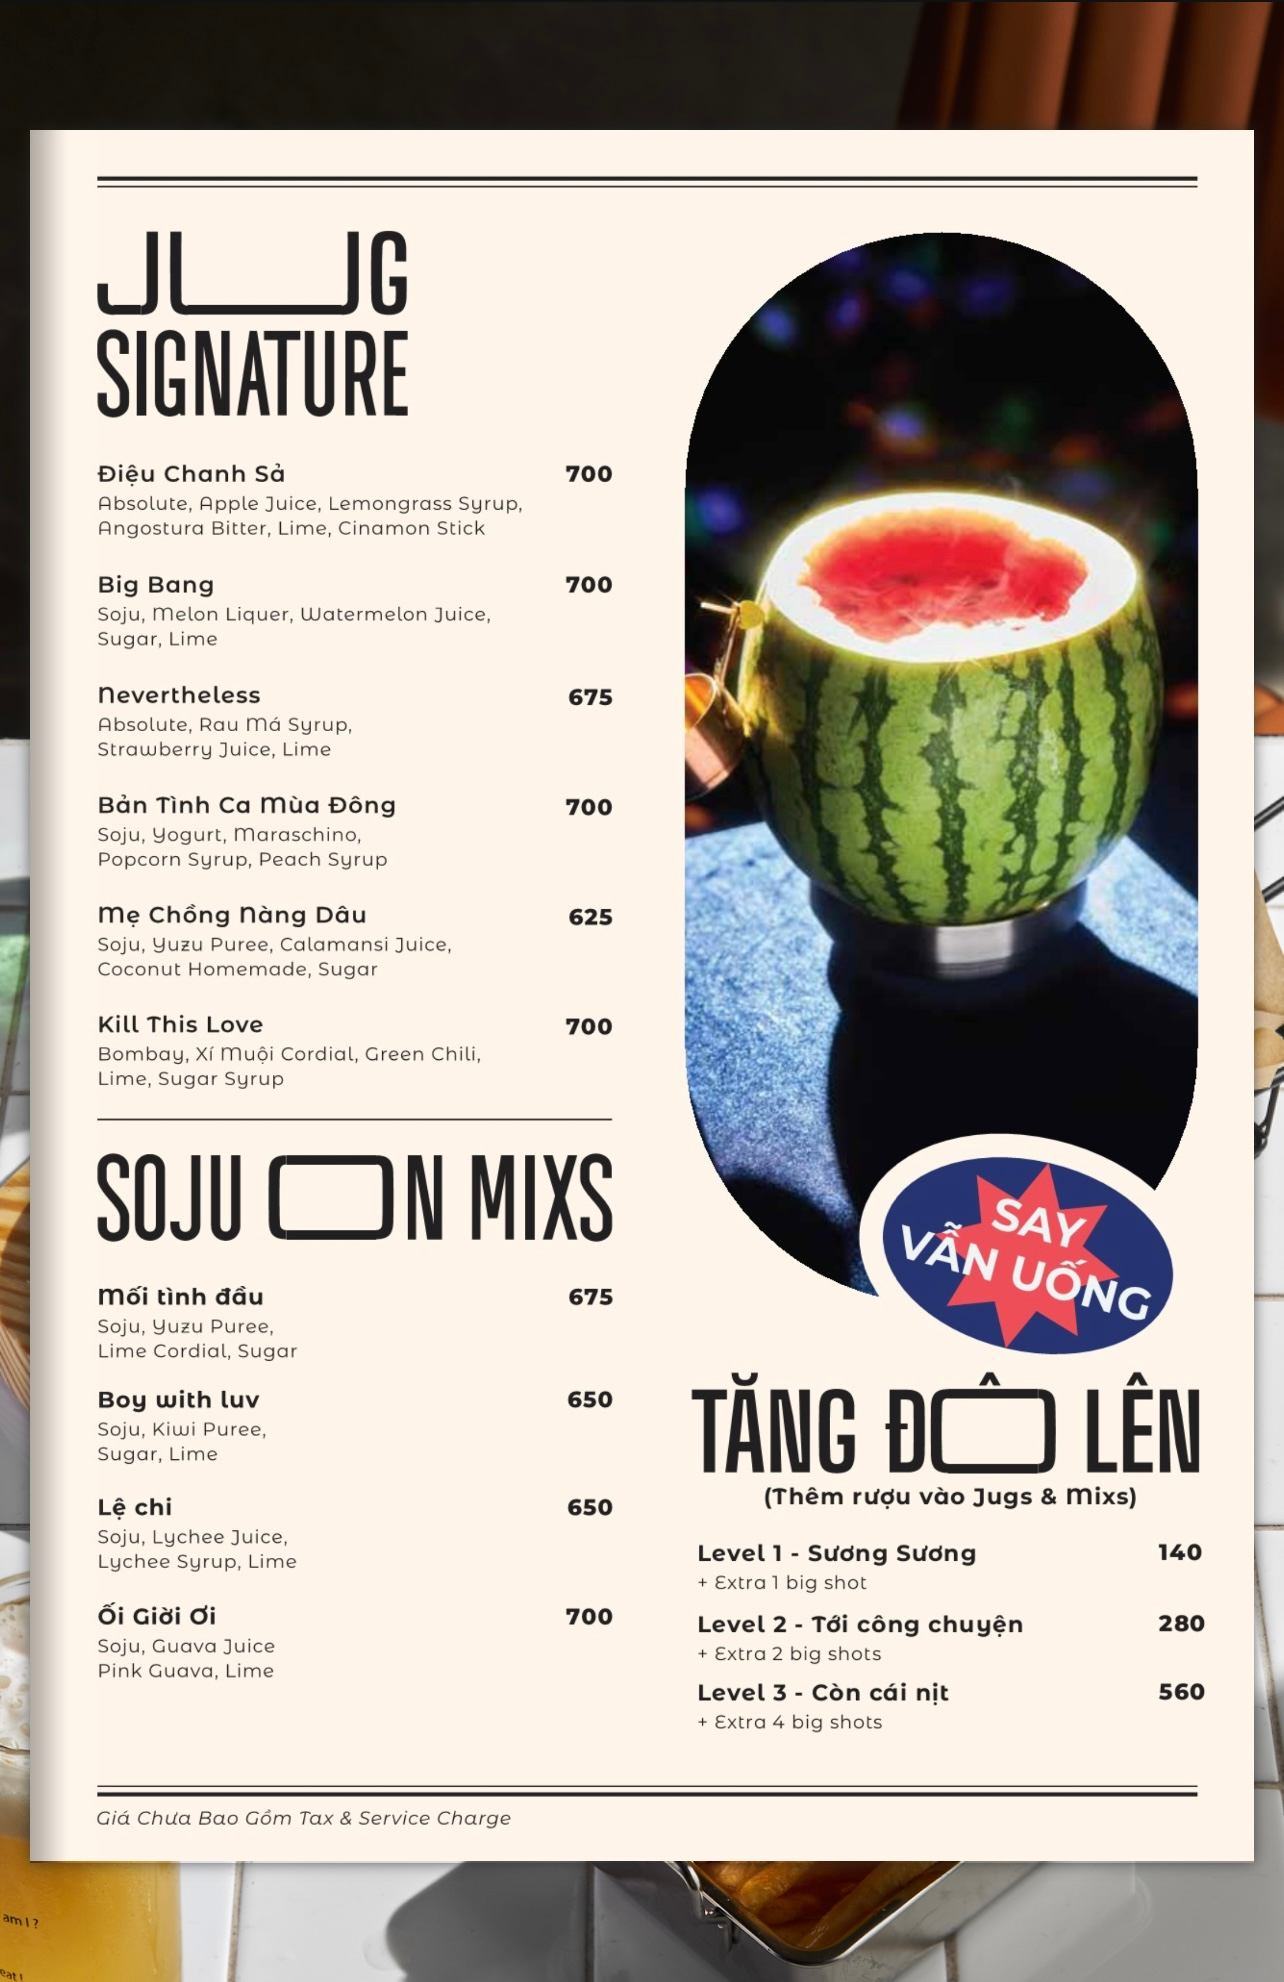 JUG
SIGNATURE
Điệu Chanh Sả 700
Absolute, Apple Juice, Lemongrass Syrup,
Angostura Bitter, Lime, Cinamon Stick
Big Bang 700
Soju, Melon Liquer, Watermelon Juice,
Sugar, Lime
Nevertheless 675
Absolute, Rau Má Syrup,
Strawberry Juice, Lime
Bản Tình Ca Mùa Đông 700
Soju, Yogurt, Maraschino,
Popcorn Syrup, Peach Syrup
Mẹ Chồng Nàng Dâu 625
Soju, Yuzu Puree, Calamansi Juice,
Coconut Homemade, Sugar
Kill This Love 700
Bombay, Xí Muội Cordial, Green Chili,
Lime, Sugar Syrup
SOJU ON MIXS
Mối tình đầu 675
Soju, Yuzu Puree,
Lime Cordial, Sugar
Boy with luv 650
Soju, Kiwi Puree,
Sugar, Lime
Lệ chi 650
Soju, Lychee Juice,
Lychee Syrup, Lime
Ối Giời Ơi 700
Soju, Guava Juice
Pink Guava, Lime
SAY
VẪN UỐNG
TĂNG ĐÔ LÊN
(Thêm rượu vào Jugs & Mixs)
Level 1 - Sương Sương 140
+ Extra 1 big shot
Level 2 - Tới công chuyện 280
+ Extra 2 big shots
Level 3 - Còn cái nịt 560
+ Extra 4 big shots
Giá Chưa Bao Gồm Tax & Service Charge
am I ?
eat !